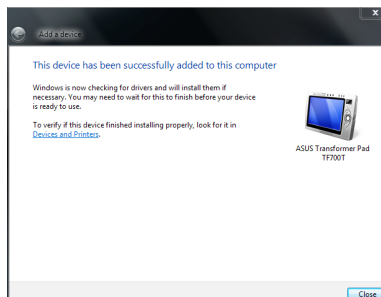 Add a device
This device has been successfully added to this computer
Windows is now checking for drivers and will install them if
necessary. You may need to wait for this to finish before your device
is ready to use.
To verify if this device finished installing properly, look for it in
Devices and Printers.
ASUS Transformer Pad
TF700T
Close